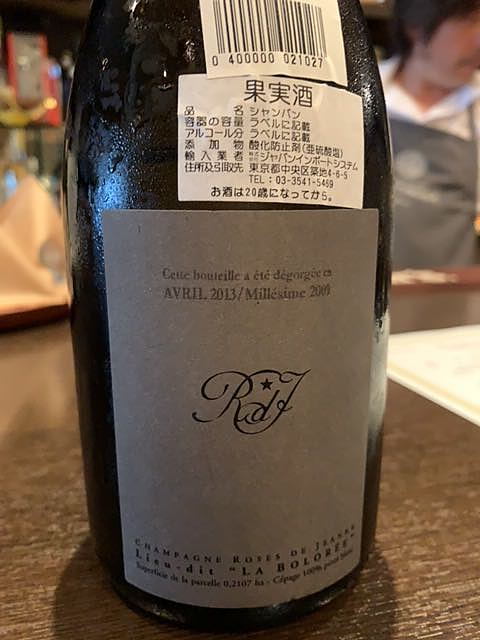 0 400000 021027
果実酒
品 名 シャンパン
容器の容量 ラベルに記載
アルコール分 ラベルに記載
添加物 酸化防止剤(亜硫酸塩)
輸入業者 ジャパンインポートシステム
住所及引取先 東京都中央区築地4-6-5
TEL:03-3541-5469
お酒は20歳になってから。
Cette bouteille a été dégorgée en
AVRIL 2013/Millésime 2009
RdJ
CHAMPAGNE ROSES DE JEANNE
Lieu-dit "LA BOLORÉE"
Superficie de la parcelle 0,2107 ha - Cépage 100% pinot blanc